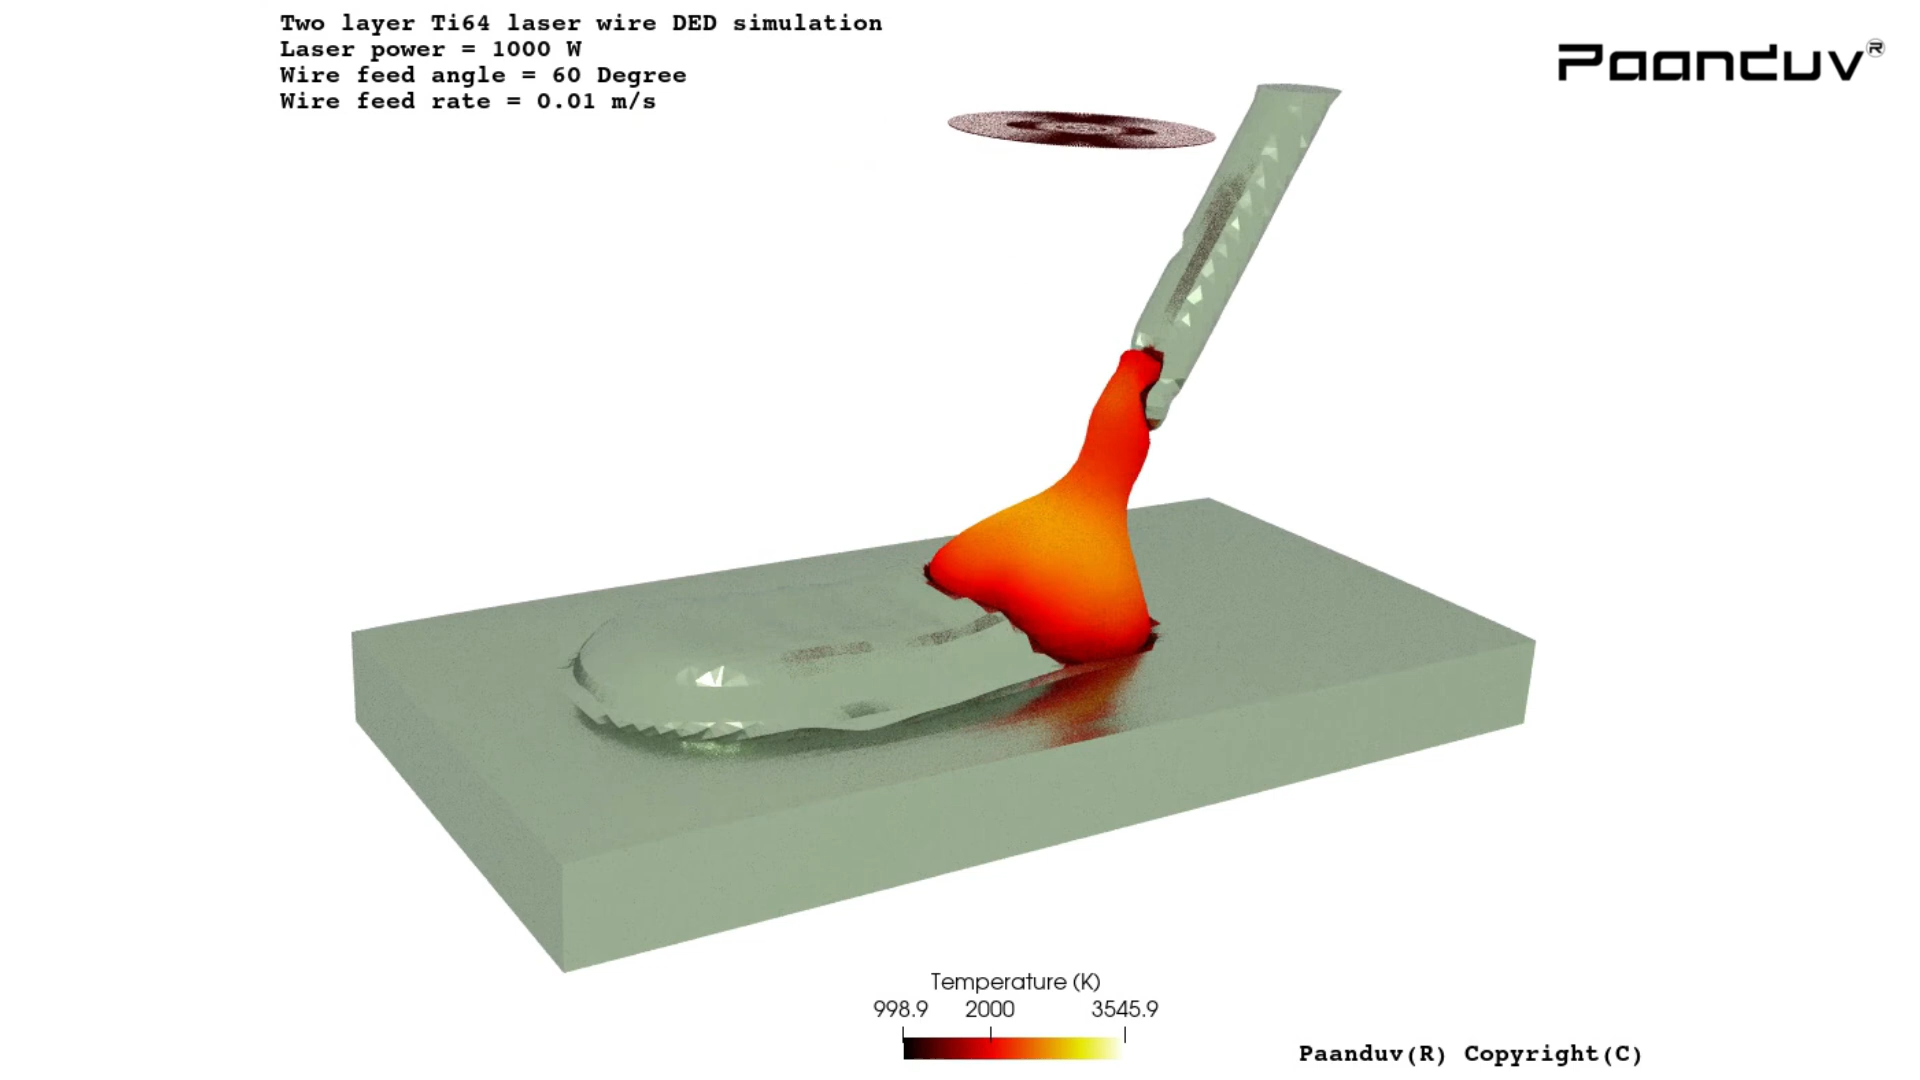 Two layer Ti64 laser wire DED simulation
Laser power = 1000 W
Wire feed angle = 60 Degree
Wire feed rate = 0.01 m/s
Paanduv®
Temperature (K)
998.9 2000 3545.9
Paanduv(R) Copyright(C)